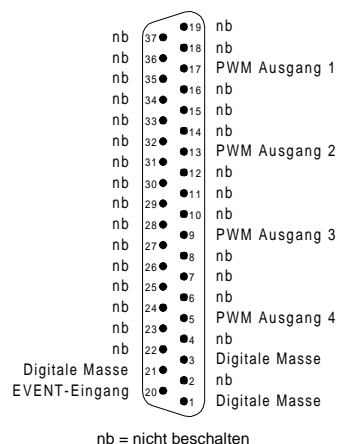 19 nb
nb 37
18 nb
nb 36
17 PWM Ausgang 1
nb 35
16 nb
nb 34
15 nb
nb 33
14 nb
nb 32
13 PWM Ausgang 2
nb 31
12 nb
nb 30
11 nb
nb 29
10 nb
nb 28
9 PWM Ausgang 3
nb 27
8 nb
nb 26
7 nb
nb 25
6 nb
nb 24
5 PWM Ausgang 4
nb 23
4 nb
nb 22
3 Digitale Masse
Digitale Masse 21
2 nb
EVENT-Eingang 20
1 Digitale Masse
nb = nicht beschalten